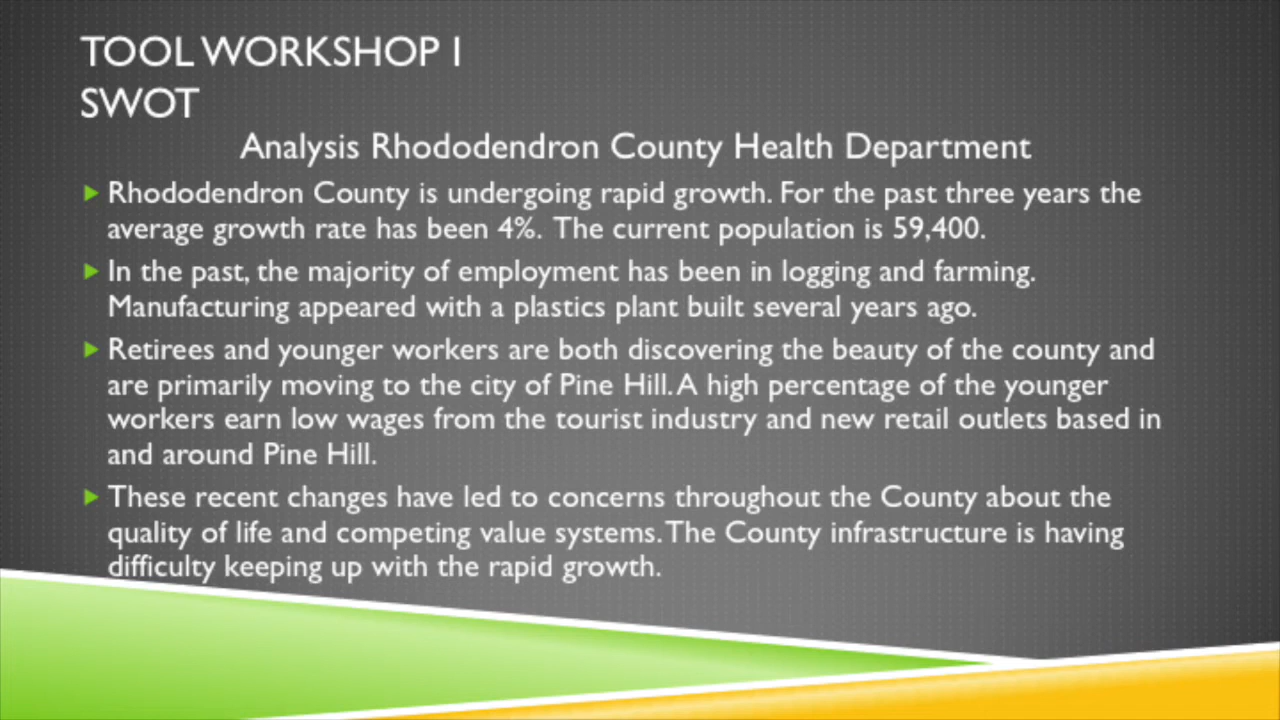 TOOL WORKSHOP I
SWOT
Analysis Rhododendron County Health Department
Rhododendron County is undergoing rapid growth. For the past three years the
average growth rate has been 4%. The current population is 59,400.
In the past, the majority of employment has been in logging and farming.
Manufacturing appeared with a plastics plant built several years ago.
Retirees and younger workers are both discovering the beauty of the county and
are primarily moving to the city of Pine Hill. A high percentage of the younger
workers earn low wages from the tourist industry and new retail outlets based in
and around Pine Hill.
These recent changes have led to concerns throughout the County about the
quality of life and competing value systems. The County infrastructure is having
difficulty keeping up with the rapid growth.